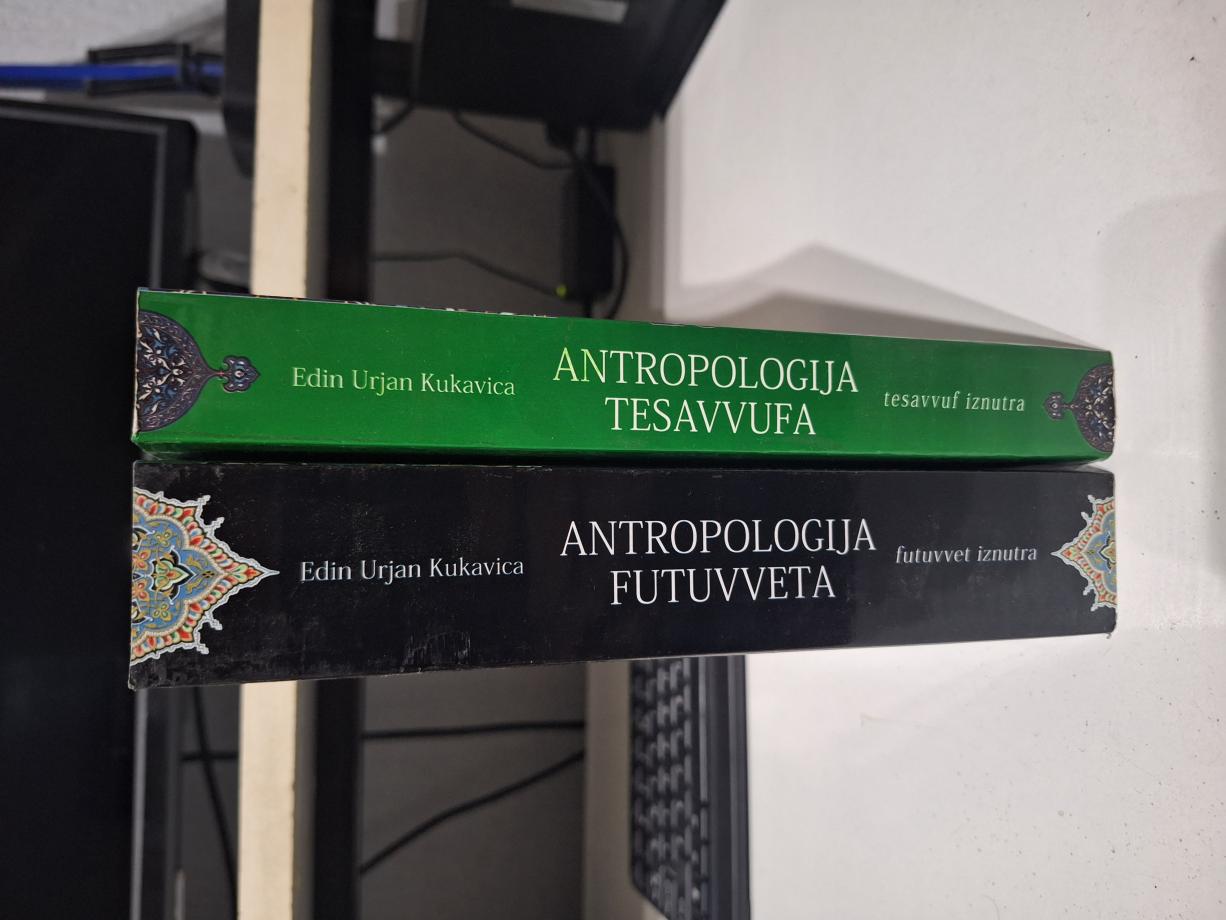 Edin Urjan Kukavica
ANTROPOLOGIJA
TESAVVUFA
tesavvuf iznutra
Edin Urjan Kukavica
ANTROPOLOGIJA
FUTUVVETA
futuvvet iznutra